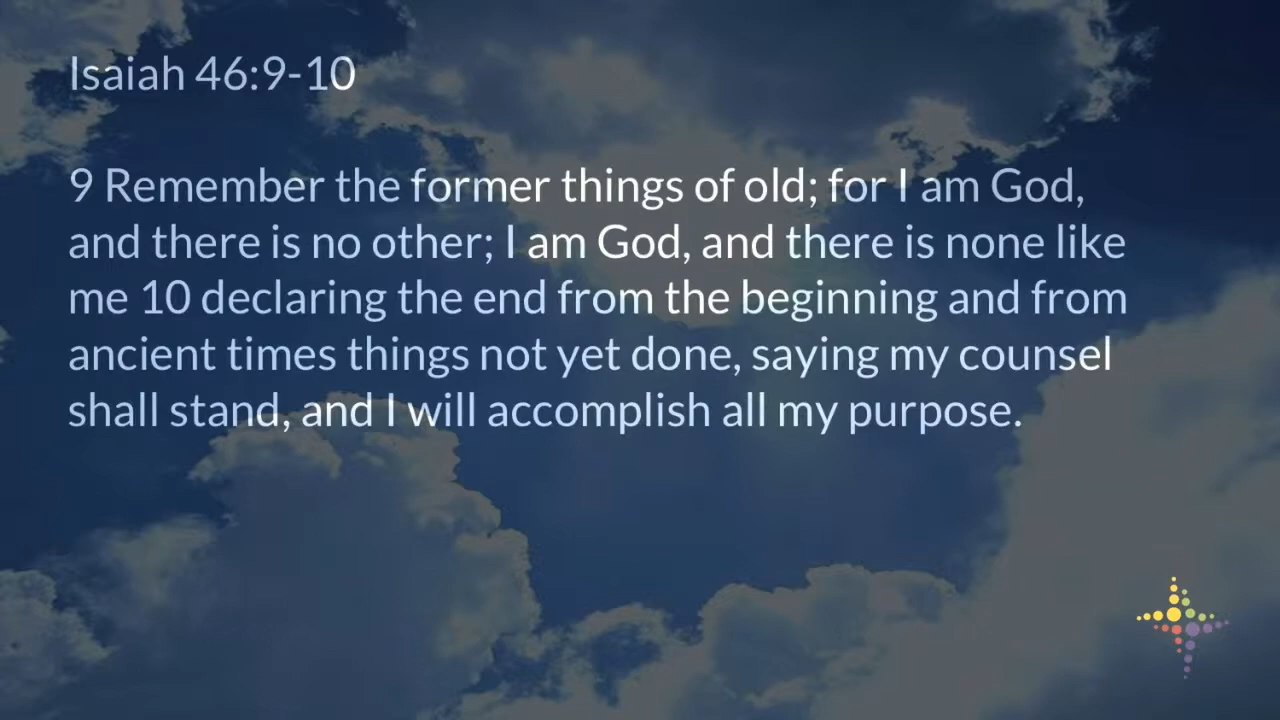 Isaiah 46:9-10
9 Remember the former things of old; for I am God,
and there is no other; I am God, and there is none like
me 10 declaring the end from the beginning and from
ancient times things not yet done, saying my counsel
shall stand, and I will accomplish all my purpose.